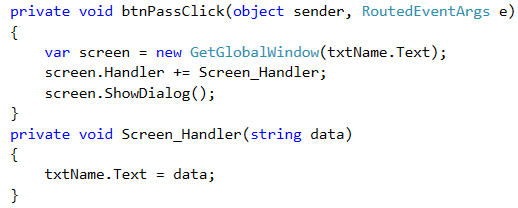 private void btnPassClick(object sender, RoutedEventArgs e)
{
    var screen = new GetGlobalWindow(txtName.Text);
    screen.Handler += Screen_Handler;
    screen.ShowDialog();
}
private void Screen_Handler(string data)
{
    txtName.Text = data;
}